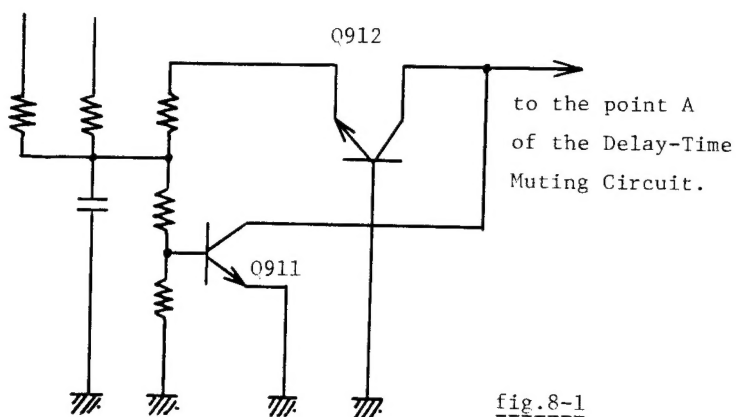 Q912
to the point A
of the Delay-Time
Muting Circuit.
Q911
fig.8-1